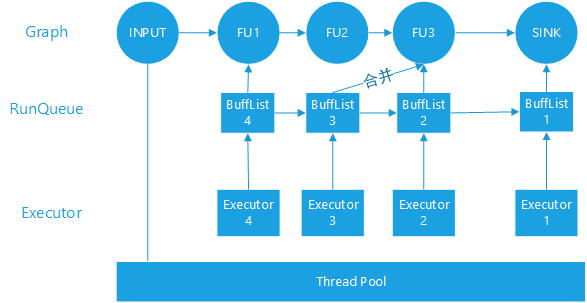 Graph
INPUT
FU1
FU2
FU3
SINK
合并
RunQueue
BuffList
4
BuffList
3
BuffList
2
BuffList
1
Executor
Executor
4
Executor
3
Executor
2
Executor
1
Thread Pool